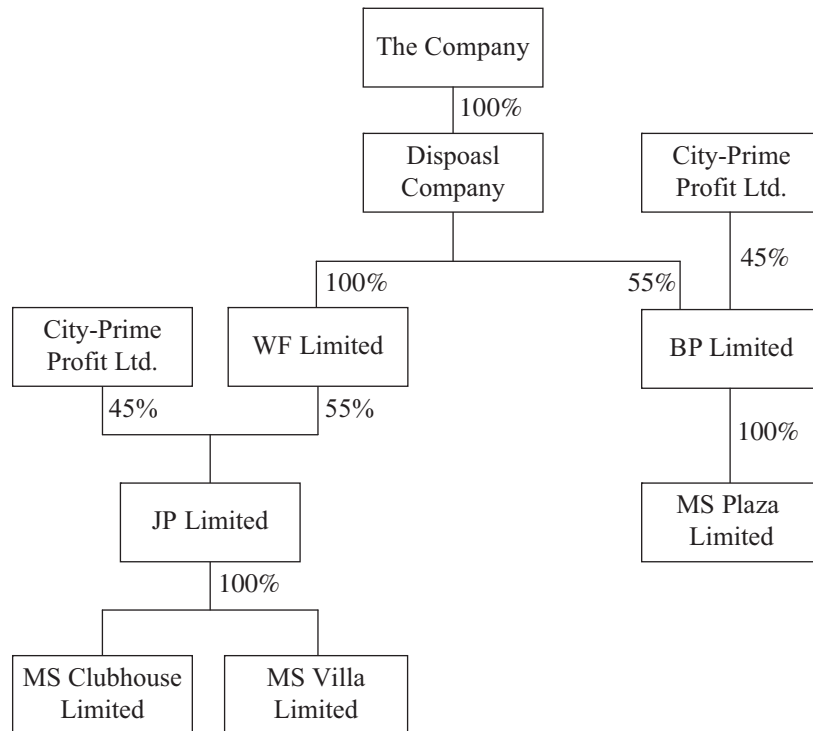 The Company
100%
Dispoasl
Company
City-Prime
Profit Ltd.
45%
100%
55%
City-Prime
Profit Ltd.
WF Limited
BP Limited
45%
55%
100%
JP Limited
MS Plaza
Limited
100%
MS Clubhouse
Limited
MS Villa
Limited